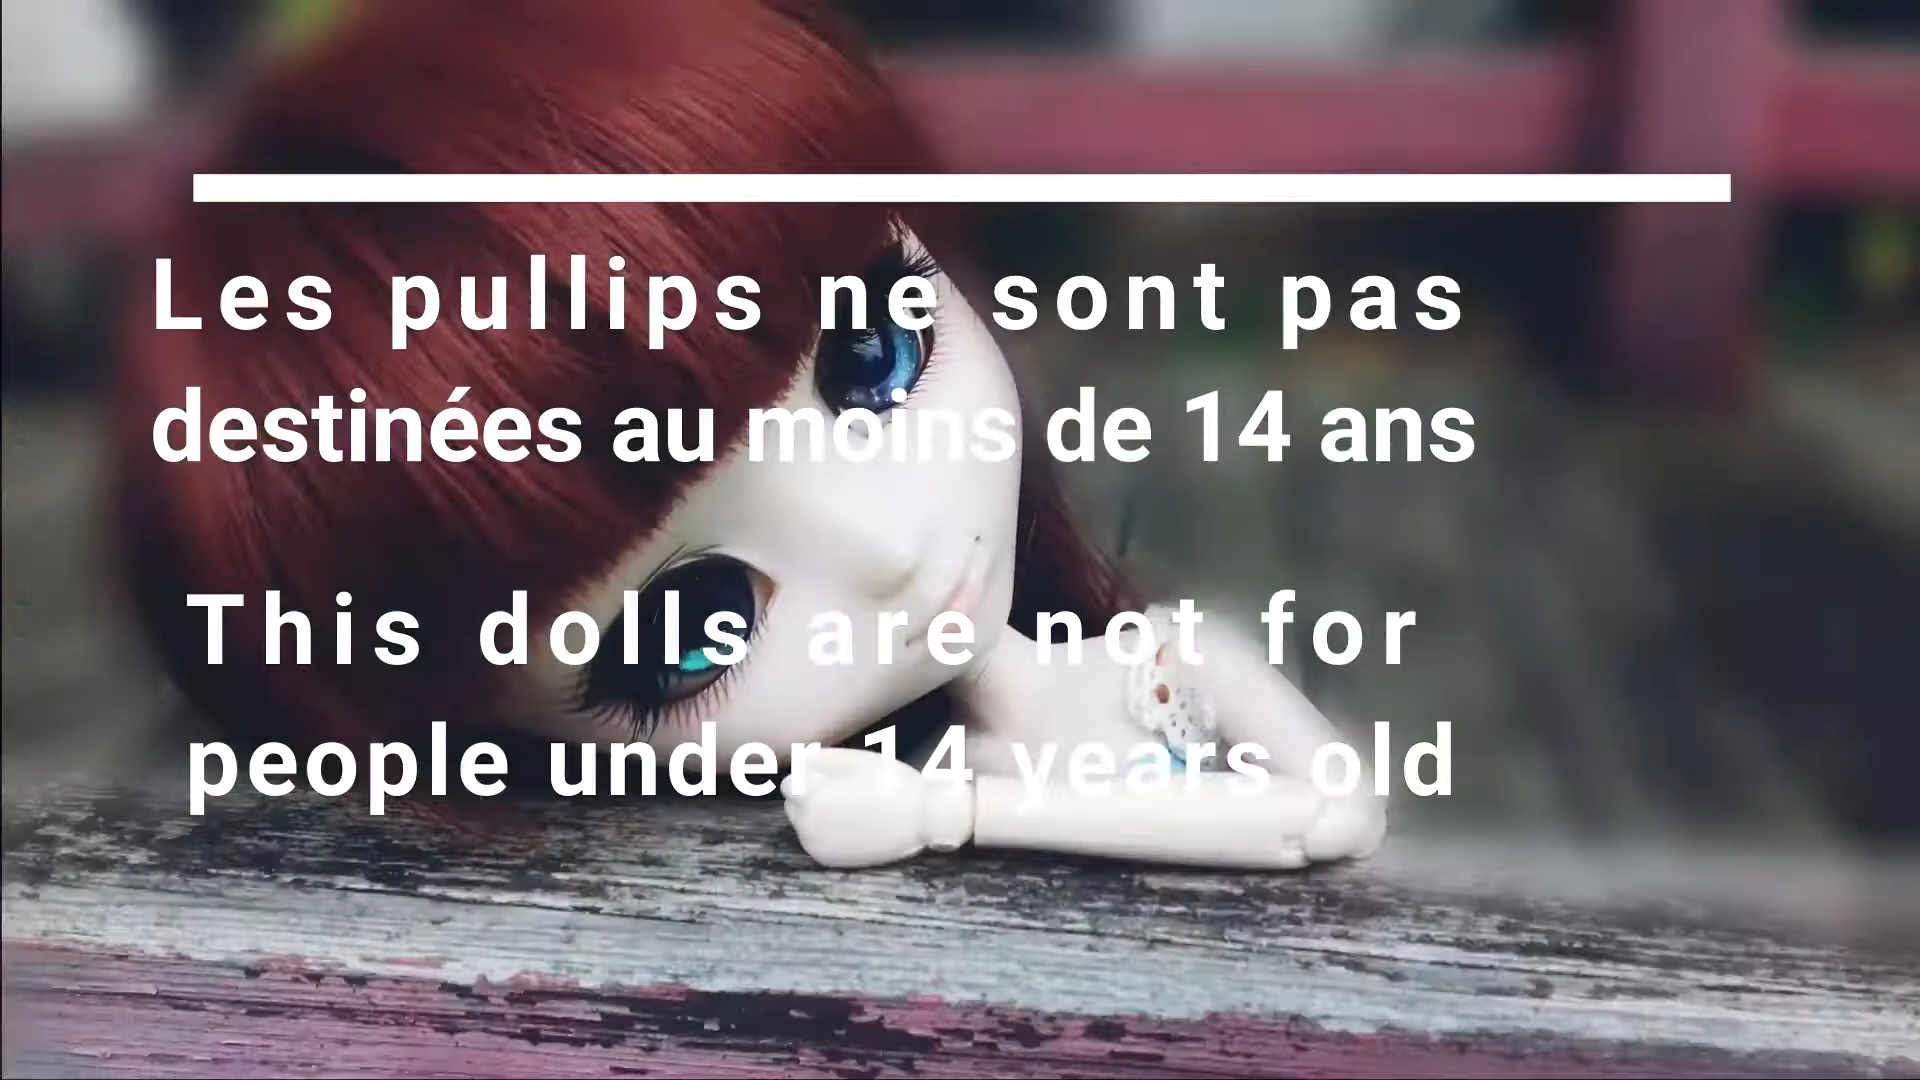 Les pullips ne sont pas
destinées au moins de 14 ans
This dolls are not for
people under 14 years old